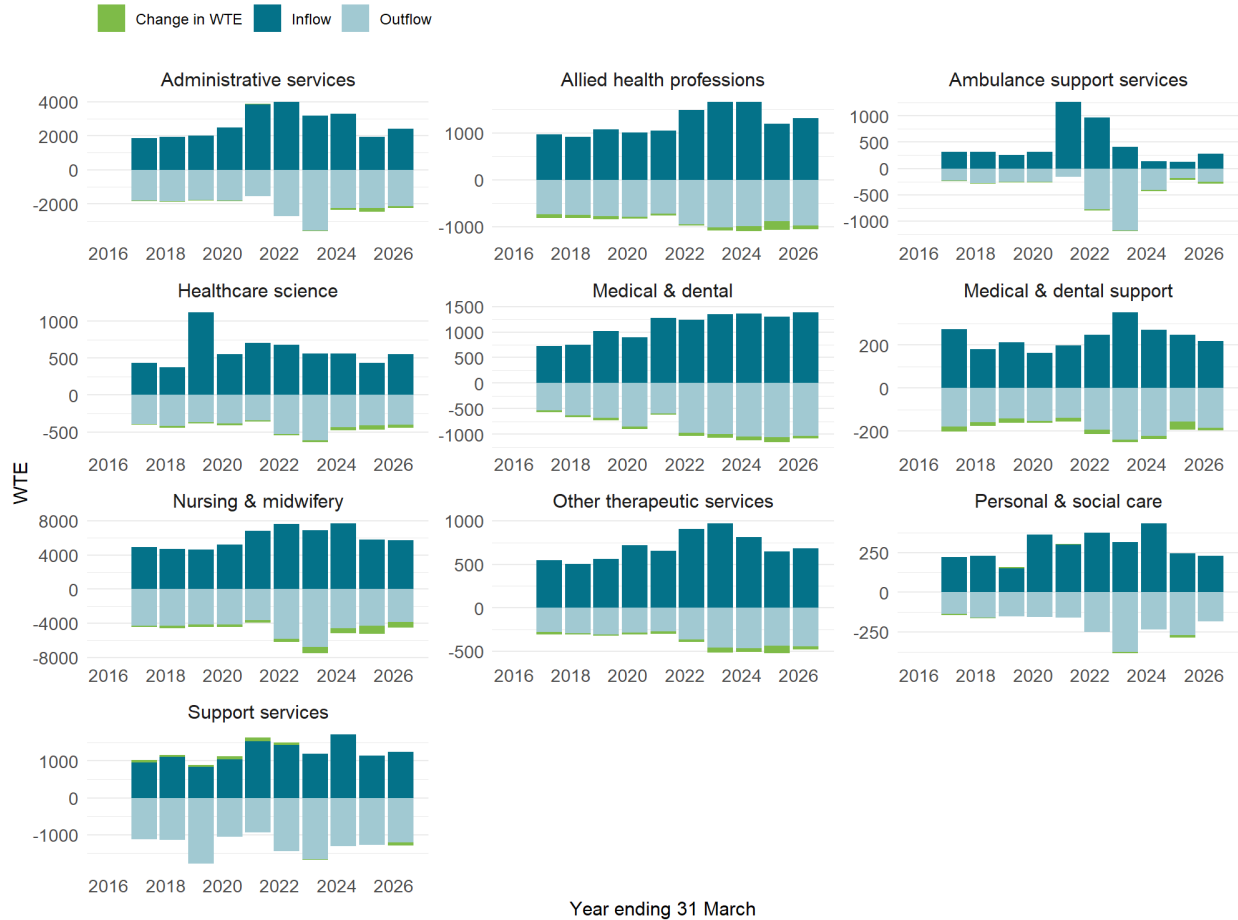 Change in WTE Inflow Outflow
Administrative services
4000
2000
0
-2000
2016 2018 2020 2022 2024 2026
Allied health professions
1000
0
-1000
2016 2018 2020 2022 2024 2026
Ambulance support services
1000
500
0
-500
-1000
2016 2018 2020 2022 2024 2026
Healthcare science
1000
500
0
-500
2016 2018 2020 2022 2024 2026
Medical & dental
1500
1000
500
0
-500
-1000
2016 2018 2020 2022 2024 2026
Medical & dental support
200
0
-200
2016 2018 2020 2022 2024 2026
WTE
Nursing & midwifery
8000
4000
0
-4000
-8000
2016 2018 2020 2022 2024 2026
Other therapeutic services
1000
500
0
-500
2016 2018 2020 2022 2024 2026
Personal & social care
250
0
-250
2016 2018 2020 2022 2024 2026
Support services
1000
0
-1000
2016 2018 2020 2022 2024 2026
Year ending 31 March